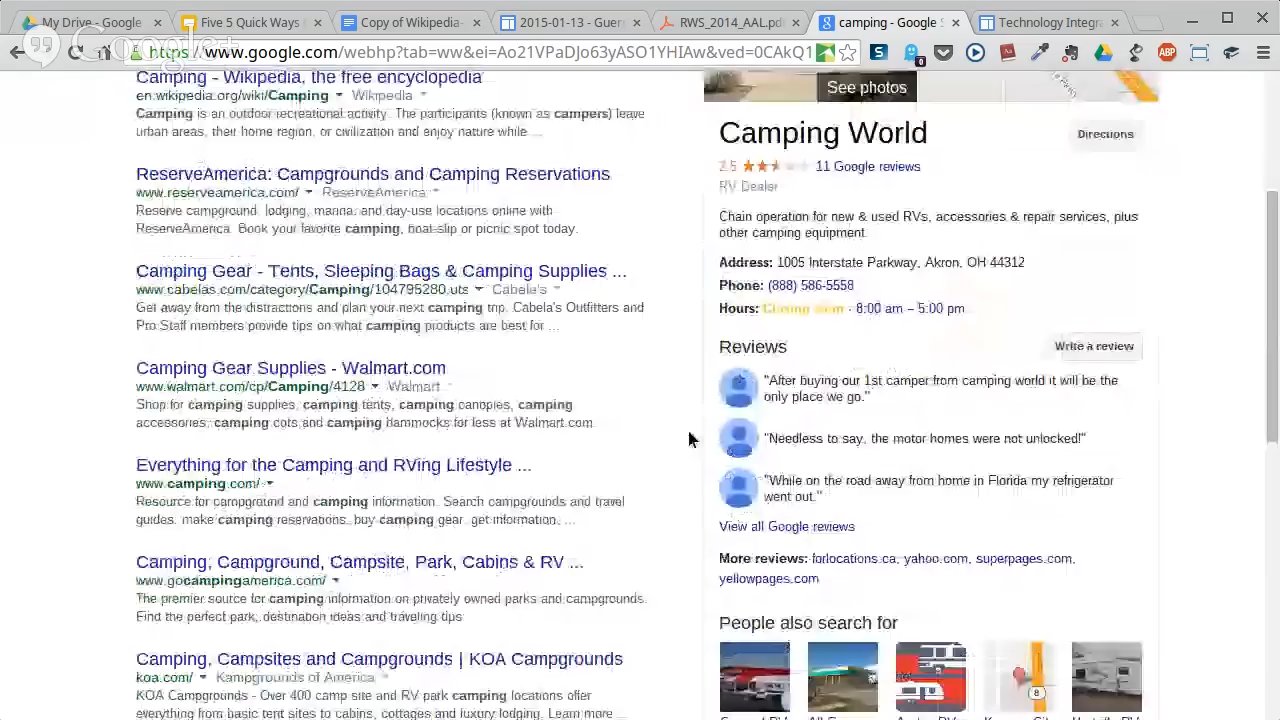 My Drive - Google
Five 5 Quick Ways
Copy of Wikipedia-
2015-01-13 - Guer
RWS_2014_AAL.pdf
camping - Google S
Technology Integra
Google+
https://www.google.com/webhp?tab=ww&ei=Ao21VPaDJo63yASO1YHIAw&ved=0CAkQ1
0
ABP
Camping - Wikipedia, the free encyclopedia
en.wikipedia.org/wiki/Camping Wikipedia
Camping is an outdoor recreational activity. The participants (known as campers) leave
urban areas, their home region, or civilization and enjoy nature while ...
ReserveAmerica: Campgrounds and Camping Reservations
www.reserveamerica.com/ ReserveAmerica
Reserve campground, lodging, marina, and day-use locations online with
ReserveAmerica. Book your favorite camping, boat slip or picnic spot today.
Camping Gear - Tents, Sleeping Bags & Camping Supplies ...
www.cabelas.com/category/Camping/104795280.uts Cabela's
Get away from the distractions and plan your next camping trip. Cabela's Outfitters and
Pro Staff members provide tips on what camping products are best for ...
Camping Gear Supplies - Walmart.com
www.walmart.com/cp/Camping/4128 Walmart
Shop for camping supplies, camping tents, camping canopies, camping
accessories, camping cots and camping hammocks for less at Walmart.com.
Everything for the Camping and RVing Lifestyle ...
www.camping.com/
Resource for campground and camping information. Search campgrounds and travel
guides, make camping reservations, buy camping gear, get information, ...
Camping, Campground, Campsite, Park, Cabins & RV ...
www.gocampingamerica.com/
The premier source for camping information on privately owned parks and campgrounds.
Find the perfect park, destination ideas and traveling tips
Camping, Campsites and Campgrounds | KOA Campgrounds
koa.com/ Kampgrounds of America
KOA Campgrounds - Over 400 camp site and RV park camping locations offer
everything from basic tent sites to cabins, cottages and luxury lodging. Learn more ...
See photos
Camping World
Directions
2.5 11 Google reviews
RV Dealer
Chain operation for new & used RVs, accessories & repair services, plus
other camping equipment.
Address: 1005 Interstate Parkway, Akron, OH 44312
Phone: (888) 586-5558
Hours: Closing soon · 8:00 am – 5:00 pm
Reviews
Write a review
"After buying our 1st camper from camping world it will be the
only place we go."
"Needless to say, the motor homes were not unlocked!"
"While on the road away from home in Florida my refrigerator
went out."
View all Google reviews
More reviews: forlocations.ca, yahoo.com, superpages.com,
yellowpages.com
People also search for
8